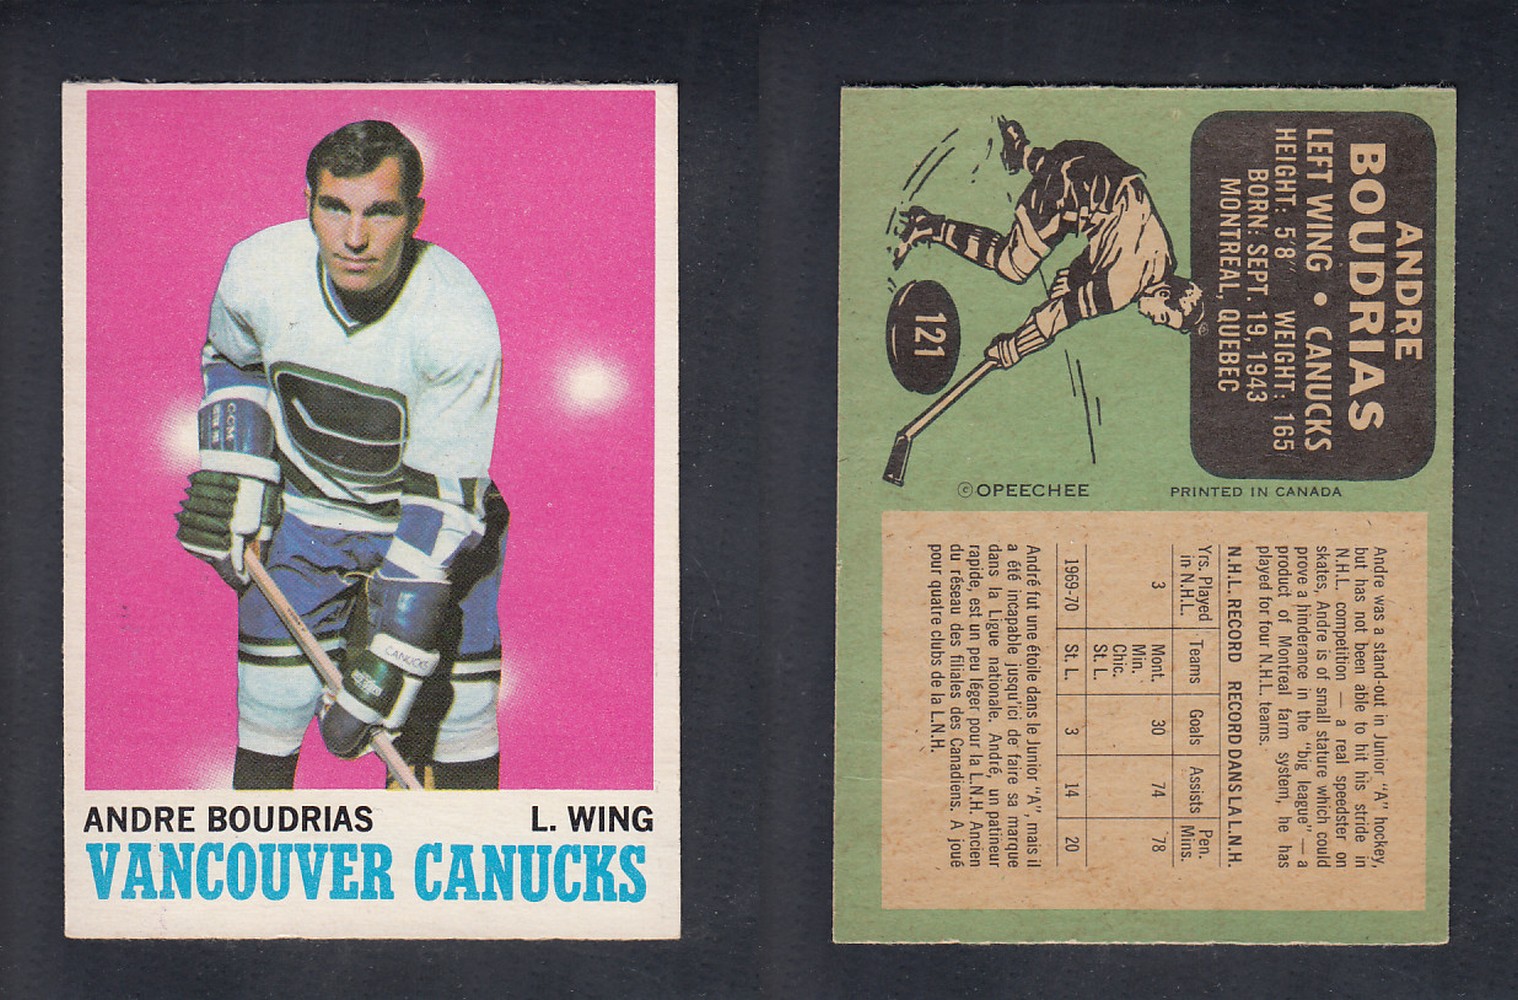 CCM
CANUCKS
ANDRE BOUDRIAS L. WING
VANCOUVER CANUCKS
ANDRE
BOUDRIAS
LEFT WING • CANUCKS
HEIGHT: 5'8" WEIGHT: 165
BORN: SEPT. 19, 1943
MONTREAL, QUEBEC
121
©OPEECHEE PRINTED IN CANADA
Andre was a stand-out in Junior "A" hockey,
but has not been able to hit his stride in
N.H.L. competition — a real speedster on
skates, Andre is of small stature which could
prove a hinderance in the "big league" — a
product of Montreal farm system, he has
played for four N.H.L. teams.
N.H.L. RECORD RECORD DANS LA L.N.H.
Yrs. Played Teams Goals Assists Pen.
in N.H.L. Mins.
3 Mont. 30 74 78
Min.
Chic.
St. L.
1969-70 St. L. 3 14 20
André fut une étoile dans le Junior "A", mais il
a été incapable jusqu'ici de faire sa marque
dans la Ligue nationale. André, un patineur
rapide, est un peu léger pour la L.N.H. Ancien
du réseau des filiales des Canadiens. A joué
pour quatre clubs de la L.N.H.